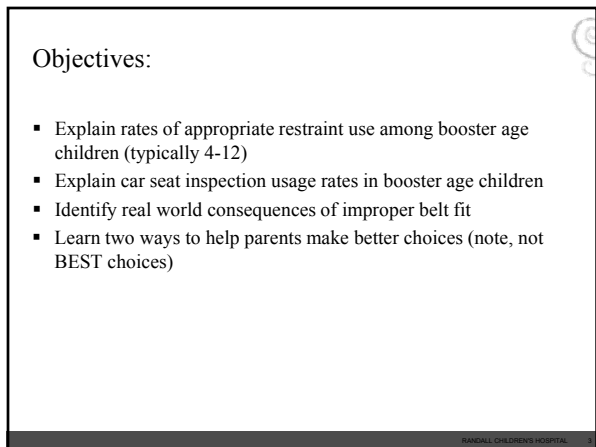 Objectives:
▪ Explain rates of appropriate restraint use among booster age
children (typically 4-12)
▪ Explain car seat inspection usage rates in booster age children
▪ Identify real world consequences of improper belt fit
▪ Learn two ways to help parents make better choices (note, not
BEST choices)
RANDALL CHILDREN'S HOSPITAL 3